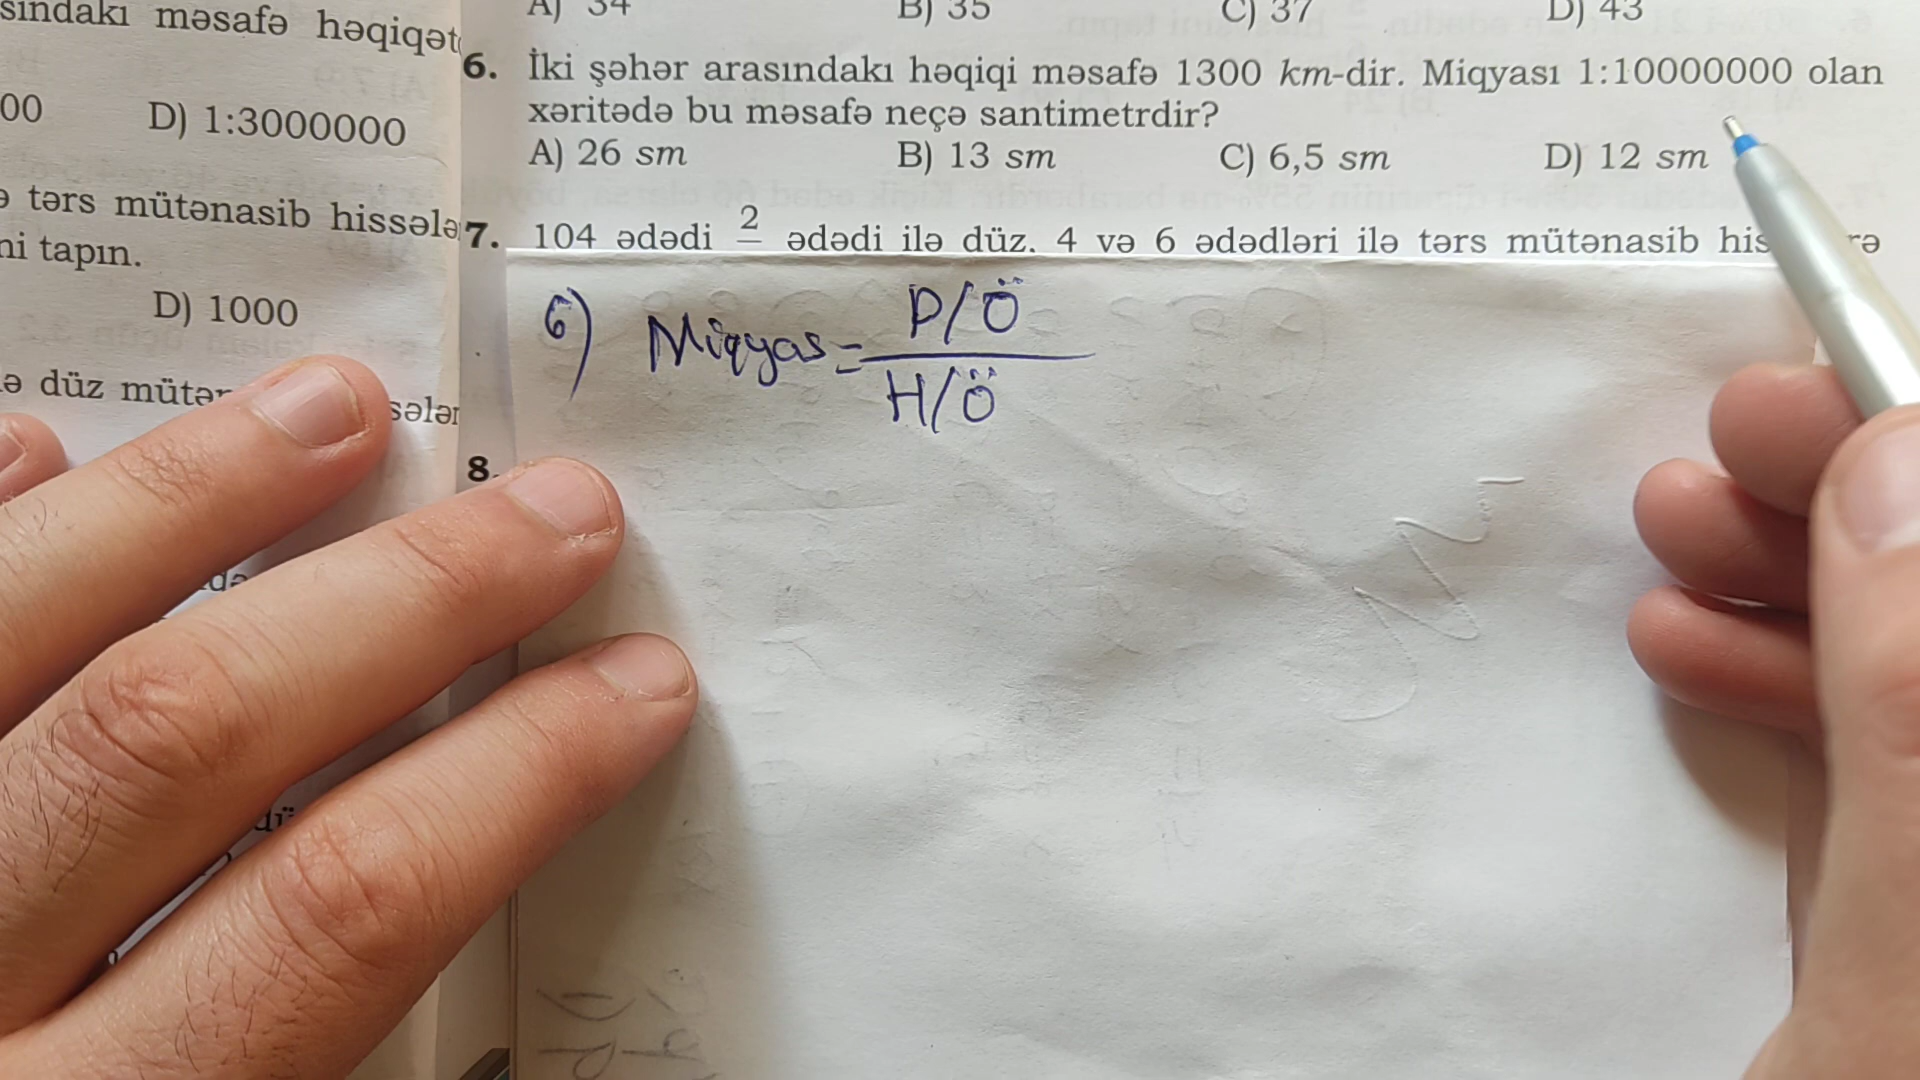 sındakı məsafə həqiqət
00 D) 1:3000000
ə tərs mütənasib hissələ
ni tapın.
D) 1000
ə düz mütən
sələr
A) 34 B) 35 C) 37 D) 43
6. İki şəhər arasındakı həqiqi məsafə 1300 km-dir. Miqyası 1:10000000 olan
xəritədə bu məsafə neçə santimetrdir?
A) 26 sm B) 13 sm C) 6,5 sm D) 12 sm
7. 104 ədədi 2 ədədi ilə düz, 4 və 6 ədədləri ilə tərs mütənasib his rə
6) Miqyas = P/Ö
H/Ö
8.